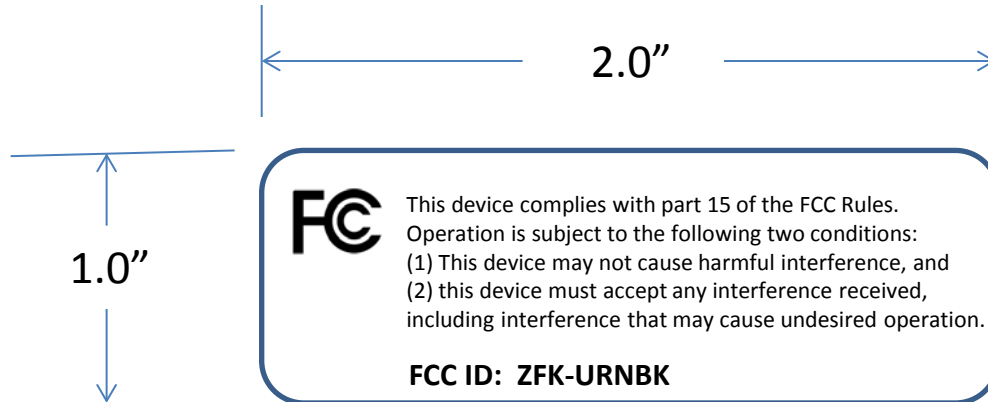 2.0”
1.0”
FCC
This device complies with part 15 of the FCC Rules.
Operation is subject to the following two conditions:
(1) This device may not cause harmful interference, and
(2) this device must accept any interference received,
including interference that may cause undesired operation.
FCC ID: ZFK-URNBK